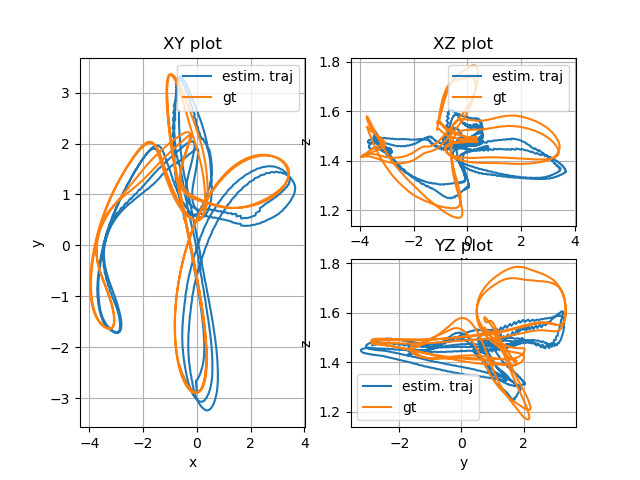 XY plot
estim. traj
gt
3
2
1
0
−1
−2
−3
y
−4
−2
0
2
4
x
XZ plot
estim. traj
gt
1.8
1.6
1.4
1.2
z
−4
−2
0
2
4
YZ plot
1.8
1.6
1.4
1.2
z
estim. traj
gt
−2
0
2
y